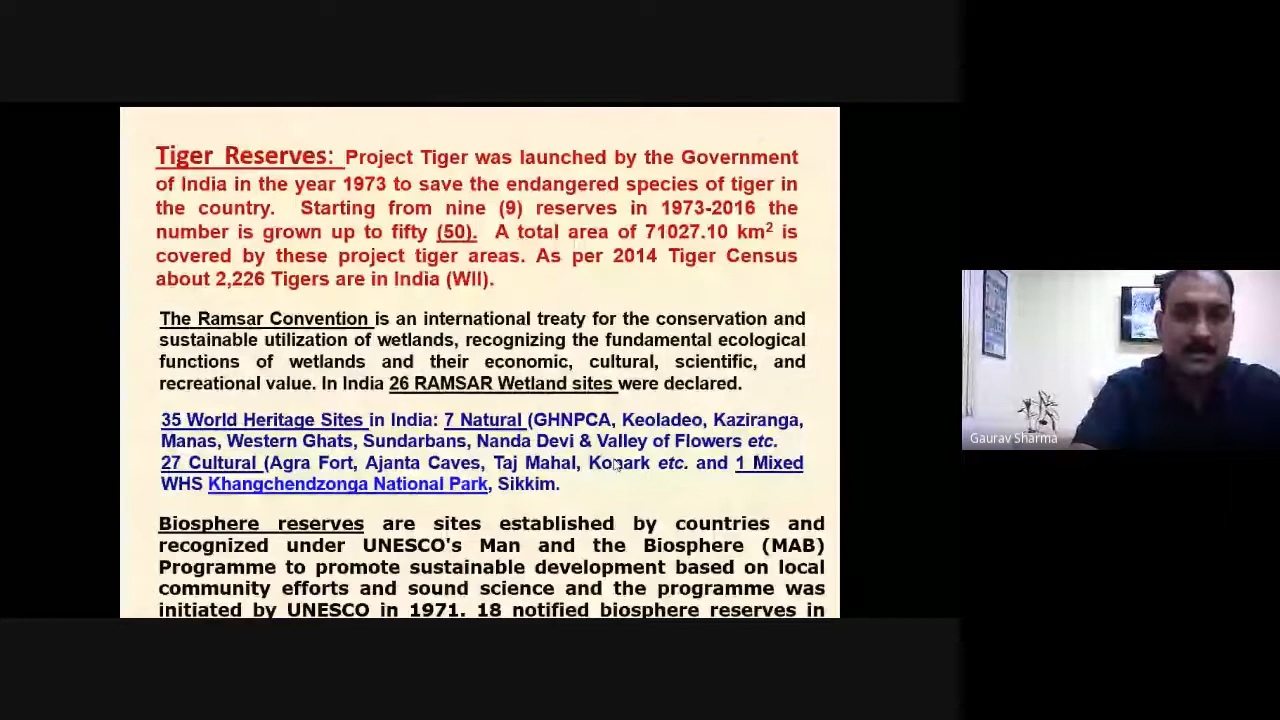 Tiger Reserves: Project Tiger was launched by the Government
of India in the year 1973 to save the endangered species of tiger in
the country. Starting from nine (9) reserves in 1973-2016 the
number is grown up to fifty (50). A total area of 71027.10 km² is
covered by these project tiger areas. As per 2014 Tiger Census
about 2,226 Tigers are in India (WII).
The Ramsar Convention is an international treaty for the conservation and
sustainable utilization of wetlands, recognizing the fundamental ecological
functions of wetlands and their economic, cultural, scientific, and
recreational value. In India 26 RAMSAR Wetland sites were declared.
35 World Heritage Sites in India: 7 Natural (GHNPCA, Keoladeo, Kaziranga,
Manas, Western Ghats, Sundarbans, Nanda Devi & Valley of Flowers etc.
27 Cultural (Agra Fort, Ajanta Caves, Taj Mahal, Konark etc. and 1 Mixed
WHS Khangchendzonga National Park, Sikkim.
Biosphere reserves are sites established by countries and
recognized under UNESCO's Man and the Biosphere (MAB)
Programme to promote sustainable development based on local
community efforts and sound science and the programme was
initiated by UNESCO in 1971. 18 notified biosphere reserves in
Gaurav Sharma